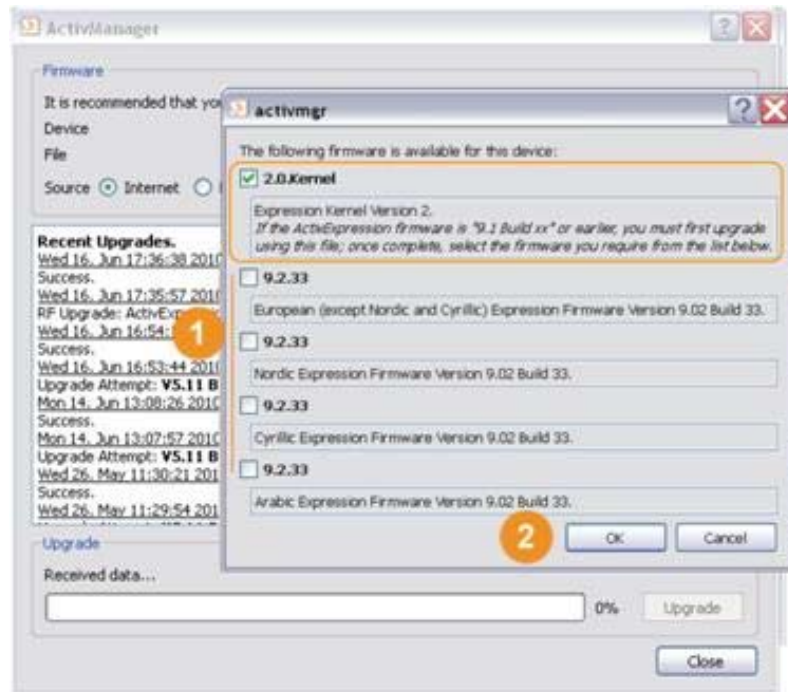 ActivManager
Firmware
It is recommended that you
Device
File
Source Internet
Recent Upgrades.
Wed 16. Jun 17:36:38 2010
Success.
Wed 16. Jun 17:35:57 2010
RF Upgrade: ActivExp
Wed 16. Jun 16:54:
Success.
Wed 16. Jun 16:53:44 2010
Upgrade Attempt: V5.11 B
Mon 14. Jun 13:08:26 2010
Success.
Mon 14. Jun 13:07:57 2010
Upgrade Attempt: V5.11 B
Wed 26. May 11:30:21 201
Success.
Wed 26. May 11:29:54 201
1
activmgr
The following firmware is available for this device:
2.0.Kernel
Expression Kernel Version 2.
If the ActivExpression firmware is "9.1 Build xx" or earlier, you must first upgrade
using this file; once complete, select the firmware you require from the list below.
9.2.33
European (except Nordic and Cyrillic) Expression Firmware Version 9.02 Build 33.
9.2.33
Nordic Expression Firmware Version 9.02 Build 33.
9.2.33
Cyrillic Expression Firmware Version 9.02 Build 33.
9.2.33
Arabic Expression Firmware Version 9.02 Build 33.
2
OK
Cancel
Upgrade
Received data...
0%
Upgrade
Close